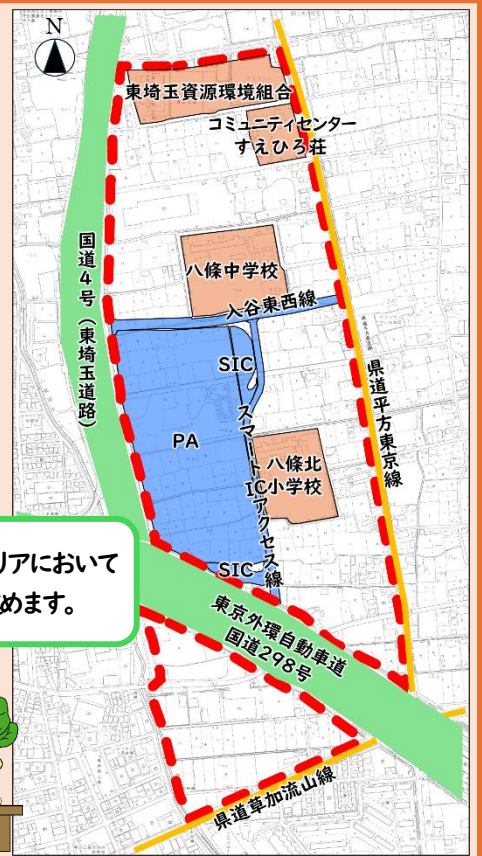 N
東埼玉資源環境組合
コミュニティセンター
すえひろ荘
国道4号(東埼玉道路)
八條中学校
入谷東西線
SIC
県道平方東京線
PA
スマートICアクセス線
八條北
小学校
リアにおいて
めます。
SIC
東京外環自動車道
国道298号
県道草加流山線